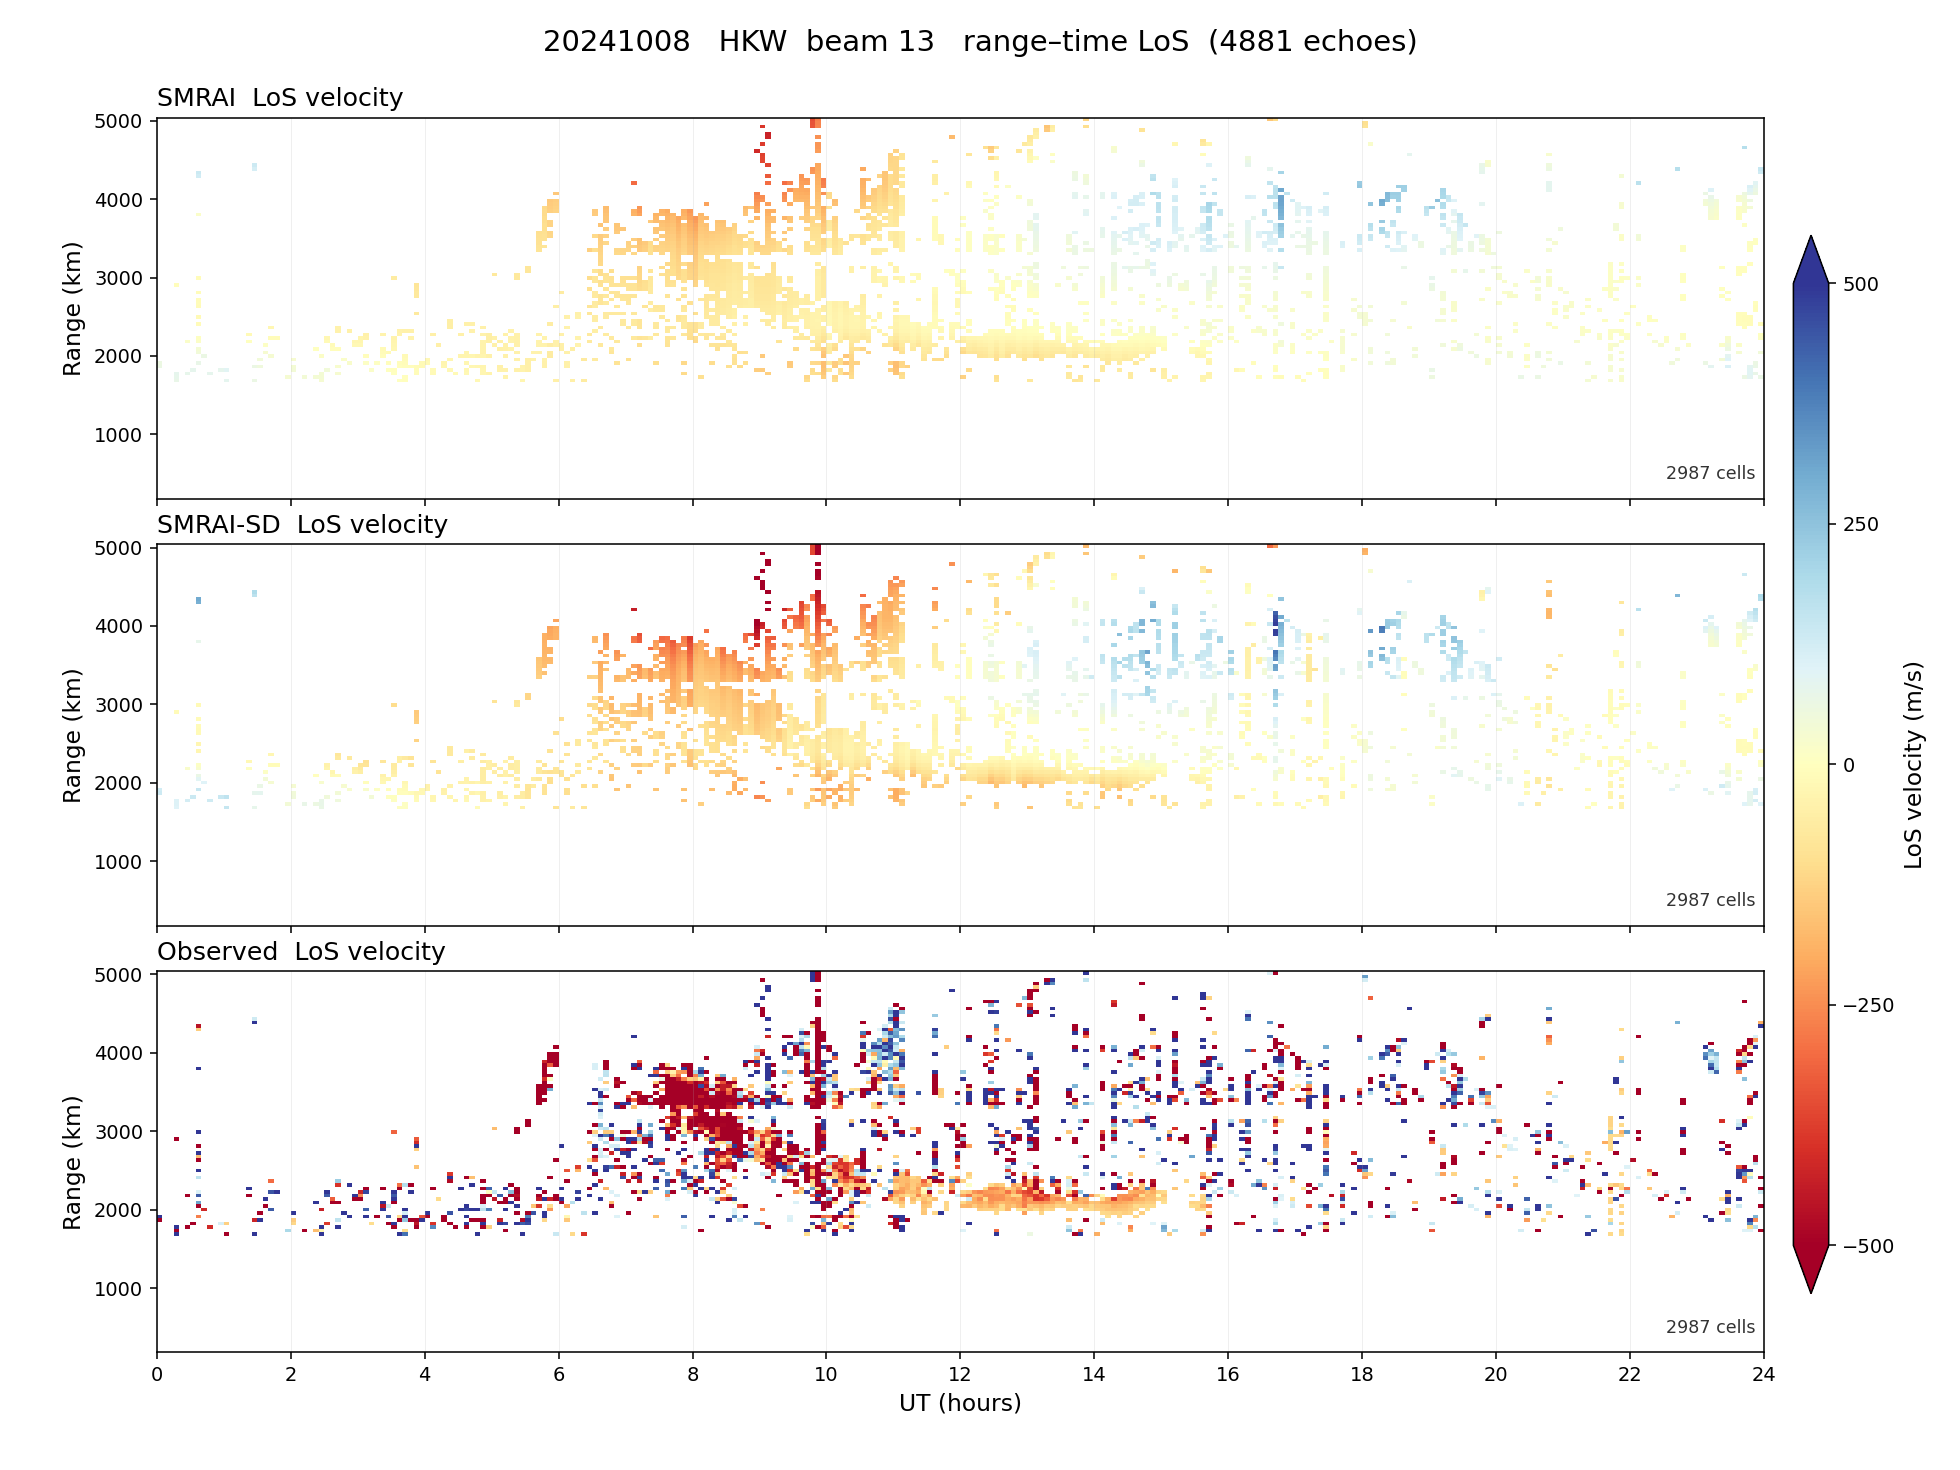 20241008   HKW  beam 13   range–time LoS  (4881 echoes)
SMRAI  LoS velocity
5000
4000
3000
2000
1000
Range (km)
2987 cells
SMRAI-SD  LoS velocity
5000
4000
3000
2000
1000
Range (km)
2987 cells
Observed  LoS velocity
5000
4000
3000
2000
1000
Range (km)
2987 cells
0 2 4 6 8 10 12 14 16 18 20 22 24
UT (hours)
500
250
0
−250
−500
LoS velocity (m/s)